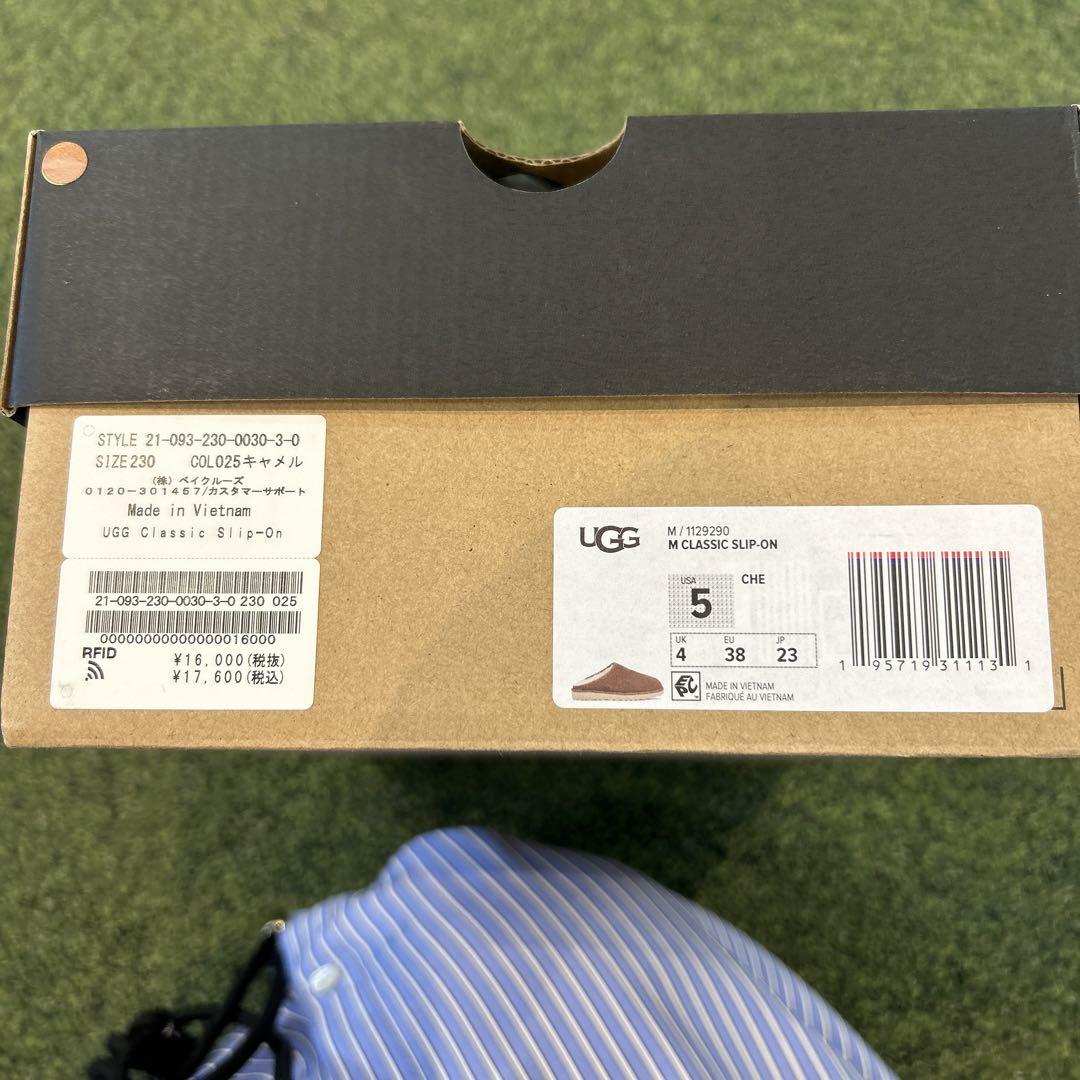 STYLE 21-093-230-0030-3-0
SIZE230 COL025キャメル
(株) ベイクルーズ
0120-301457/カスタマーサポート
Made in Vietnam
UGG Classic Slip-On
21-093-230-0030-3-0 230 025
00000000000000016000
RFID
¥16,000(税抜)
¥17,600(税込)
UGG
M / 1129290
M CLASSIC SLIP-ON
USA
5
CHE
UK EU JP
4 38 23
MADE IN VIETNAM
FABRIQUÉ AU VIETNAM
1 95719 31113 1